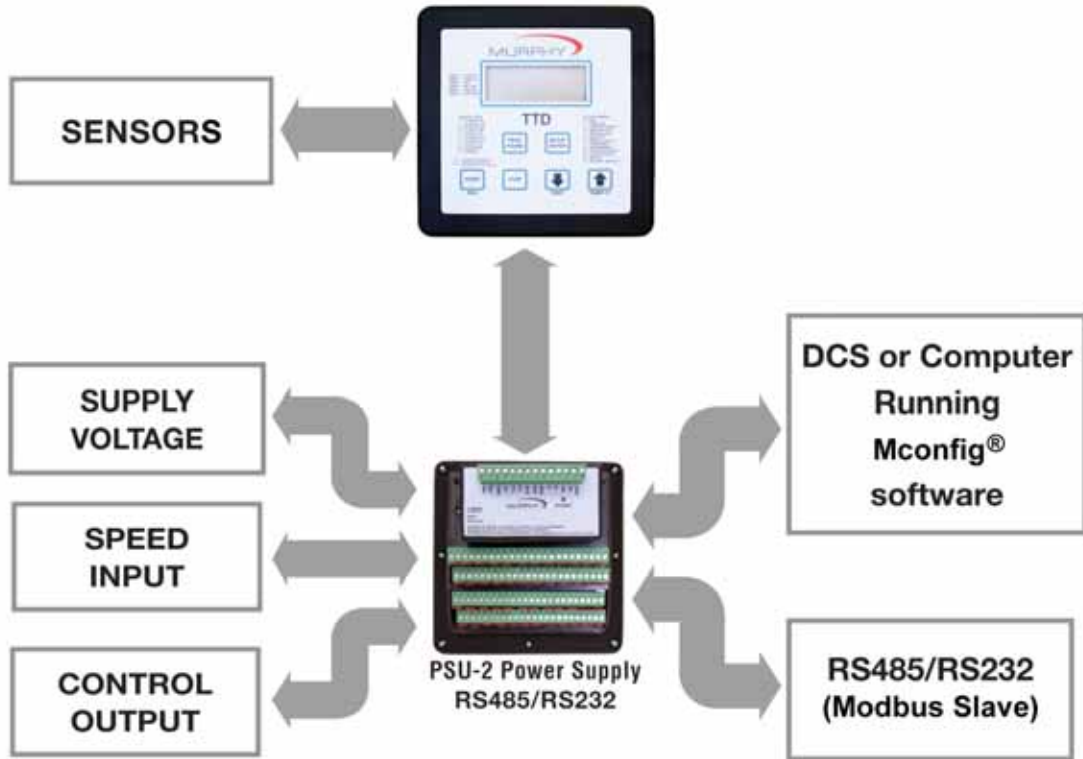 MURPHY
SENSORS
TTD
SUPPLY
VOLTAGE
DCS or Computer
Running
Mconfig®
software
SPEED
INPUT
MURPHY
PSU-2 Power Supply
RS485/RS232
CONTROL
OUTPUT
RS485/RS232
(Modbus Slave)